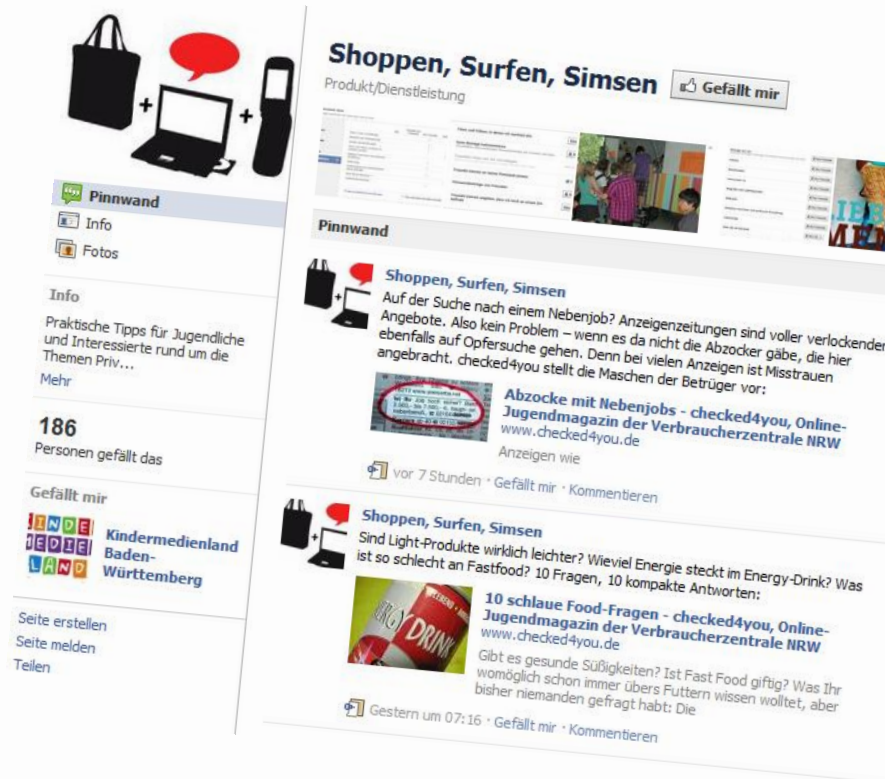 Shoppen, Surfen, Simsen
Gefällt mir
Produkt/Dienstleistung
Pinnwand
Info
Fotos
Info
Praktische Tipps für Jugendliche
und Interessierte rund um die
Themen Priv...
Mehr
186
Personen gefällt das
Gefällt mir
KINDE
MEDIE
LAND
Kindermedienland
Baden-
Württemberg
Seite erstellen
Seite melden
Teilen
Pinnwand
Shoppen, Surfen, Simsen
Auf der Suche nach einem Nebenjob? Anzeigenzeitungen sind voller verlockender
Angebote. Also kein Problem – wenn es da nicht die Abzocker gäbe, die hier
ebenfalls auf Opfersuche gehen. Denn bei vielen Anzeigen ist Misstrauen
angebracht. checked4you stellt die Maschen der Betrüger vor:
Abzocke mit Nebenjobs - checked4you, Online-
Jugendmagazin der Verbraucherzentrale NRW
www.checked4you.de
Anzeigen wie
vor 7 Stunden · Gefällt mir · Kommentieren
Shoppen, Surfen, Simsen
Sind Light-Produkte wirklich leichter? Wieviel Energie steckt im Energy-Drink? Was
ist so schlecht an Fastfood? 10 Fragen, 10 kompakte Antworten:
ERGY DRINK
10 schlaue Food-Fragen - checked4you, Online-
Jugendmagazin der Verbraucherzentrale NRW
www.checked4you.de
Gibt es gesunde Süßigkeiten? Ist Fast Food giftig? Was Ihr
womöglich schon immer übers Futtern wissen wolltet, aber
bisher niemanden gefragt habt: Die
Gestern um 07:16 · Gefällt mir · Kommentieren